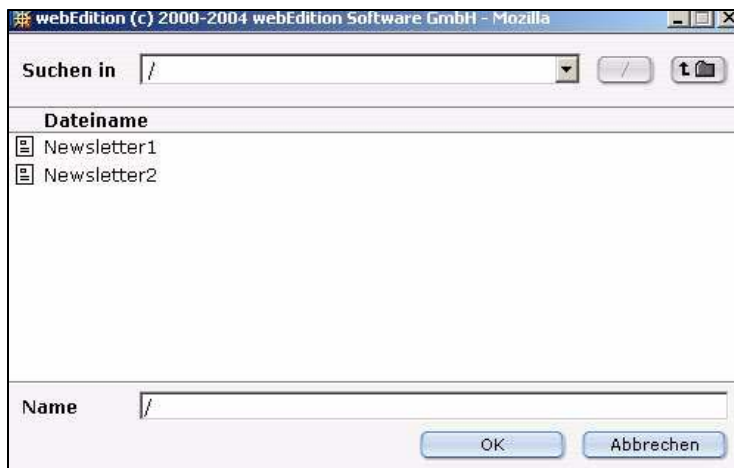 webEdition (c) 2000-2004 webEdition Software GmbH - Mozilla
Suchen in / /
Dateiname
Newsletter1
Newsletter2
Name /
OK Abbrechen